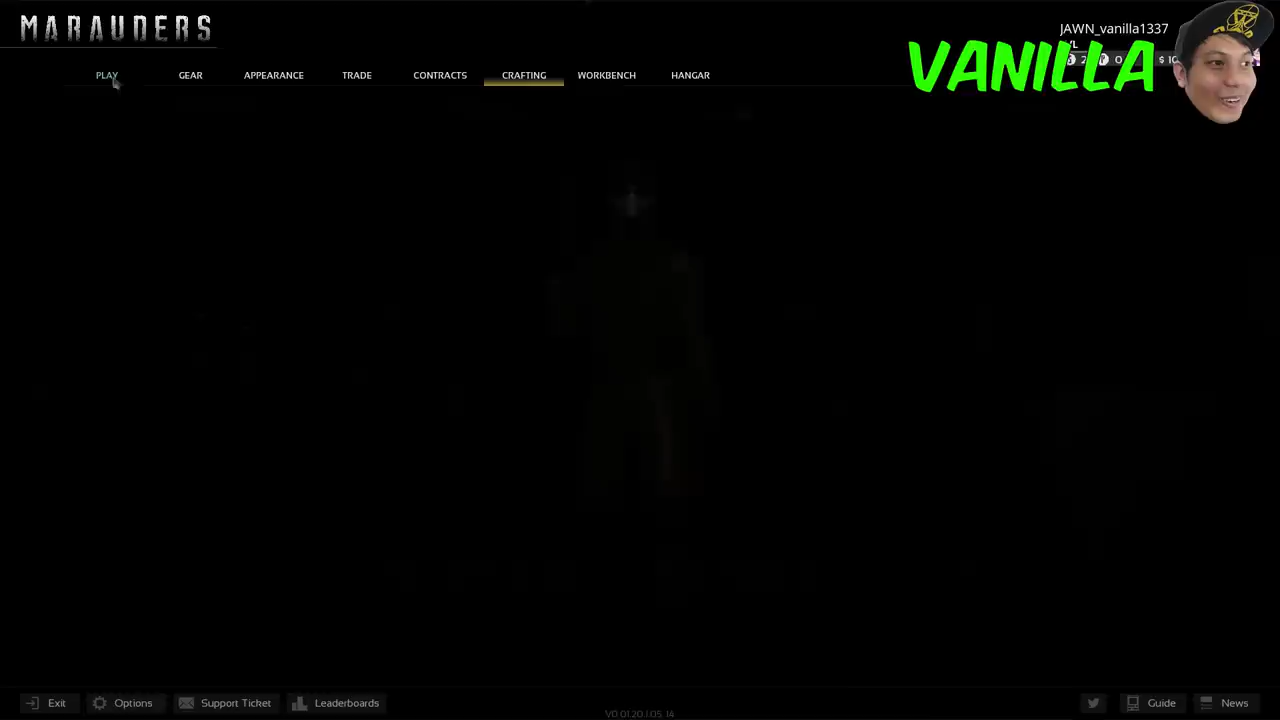 MARAUDERS
JAWN_vanilla1337
VANILLA
PLAY
GEAR
APPEARANCE
TRADE
CONTRACTS
CRAFTING
WORKBENCH
HANGAR
Exit
Options
Support Ticket
Leaderboards
Guide
News